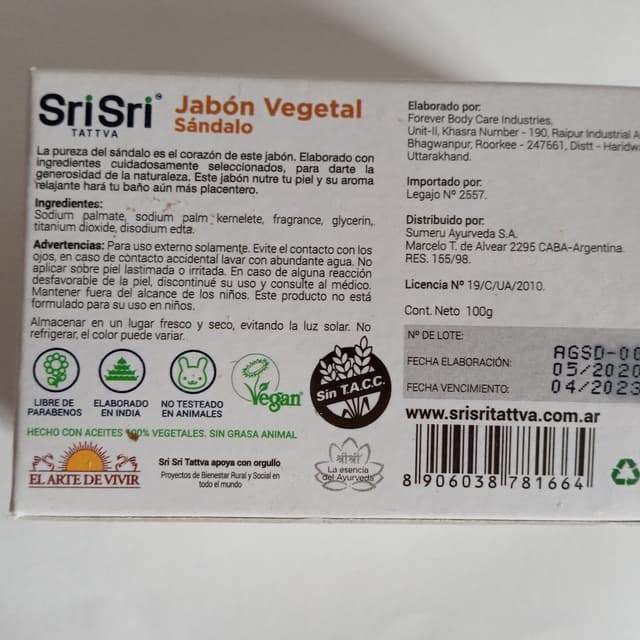 SriSri
TATTVA
Jabón Vegetal
Sándalo
La pureza del sándalo es el corazón de este jabón. Elaborado con
ingredientes cuidadosamente seleccionados, para darte la
generosidad de la naturaleza. Este jabón nutre tu piel y su aroma
relajante hará tu baño aún más placentero.
Ingredientes:
Sodium palmate, sodium palm kernelete, fragrance, glycerin,
titanium dioxide, disodium edta.
Advertencias: Para uso externo solamente. Evite el contacto con los
ojos, en caso de contacto accidental lavar con abundante agua. No
aplicar sobre piel lastimada o irritada. En caso de alguna reacción
desfavorable de la piel, discontinué su uso y consulte al médico.
Mantener fuera del alcance de los niños. Este producto no está
formulado para su uso en niños.
Almacenar en un lugar fresco y seco, evitando la luz solar. No
refrigerar, el color puede variar.
LIBRE DE
PARABENOS
ELABORADO
EN INDIA
NO TESTEADO
EN ANIMALES
Vegan
Sin T.A.C.C.
HECHO CON ACEITES 100% VEGETALES. SIN GRASA ANIMAL
EL ARTE DE VIVIR
Sri Sri Tattva apoya con orgullo
Proyectos de Bienestar Rural y Social en
todo el mundo
श्री श्री
La esencia
del Ayurveda
Elaborado por:
Forever Body Care Industries,
Unit-II, Khasra Number - 190, Raipur Industrial
Bhagwanpur, Roorkee - 247661, Distt -
Uttarakhand.
Importado por:
Legajo Nº 2557.
Distribuido por:
Sumeru Ayurveda S.A.
Marcelo T. de Alvear 2295 CABA-Argentina.
RES. 155/98.
Licencia Nº 19/C/UA/2010.
Cont. Neto 100g
Nº DE LOTE:
AGSD-00
FECHA ELABORACIÓN:
05/2020
FECHA VENCIMIENTO:
04/2023
www.srisritattva.com.ar
8 906038 781664